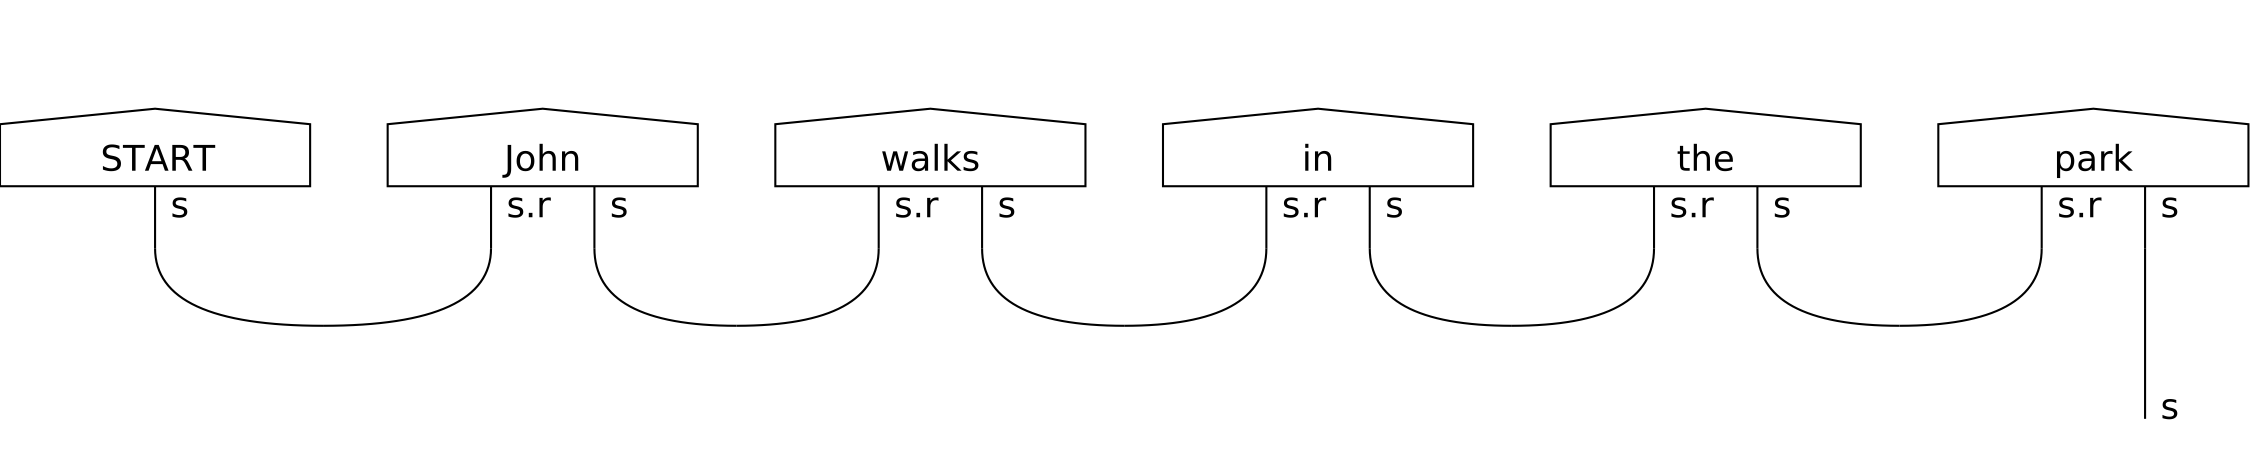 START John walks in the park
s s.r s s.r s s.r s s.r s s.r s
s